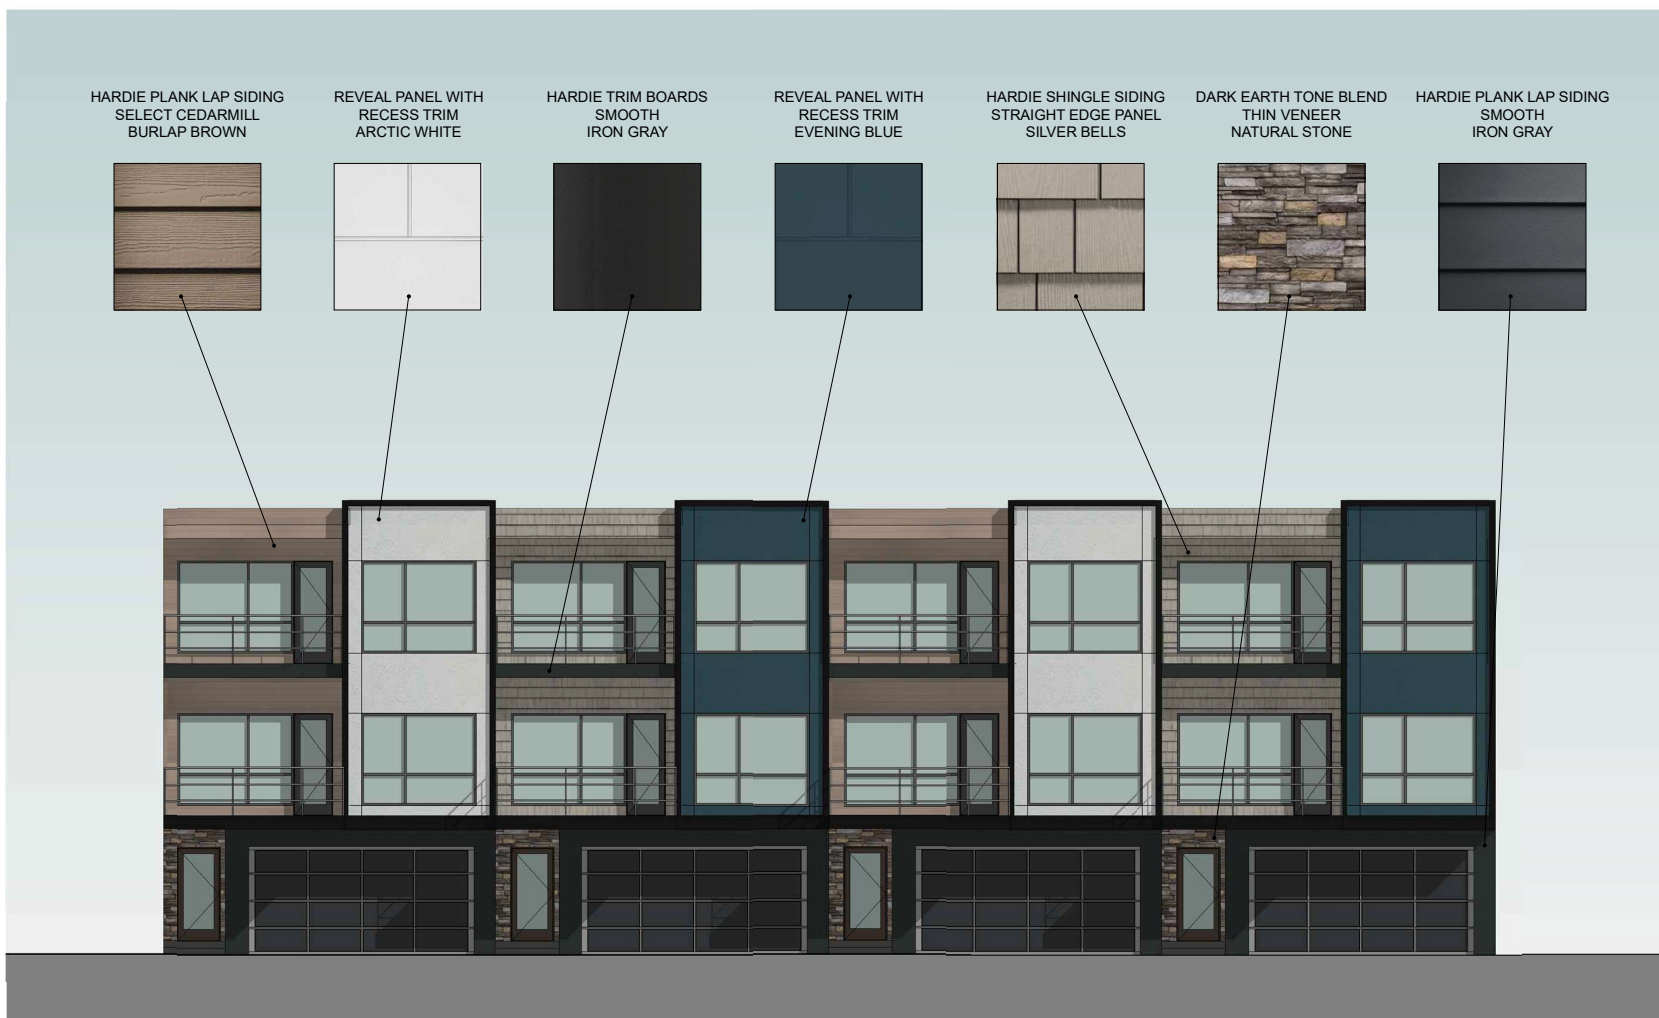 HARDIE PLANK LAP SIDING
SELECT CEDARMILL
BURLAP BROWN
REVEAL PANEL WITH
RECESS TRIM
ARCTIC WHITE
HARDIE TRIM BOARDS
SMOOTH
IRON GRAY
REVEAL PANEL WITH
RECESS TRIM
EVENING BLUE
HARDIE SHINGLE SIDING
STRAIGHT EDGE PANEL
SILVER BELLS
DARK EARTH TONE BLEND
THIN VENEER
NATURAL STONE
HARDIE PLANK LAP SIDING
SMOOTH
IRON GRAY